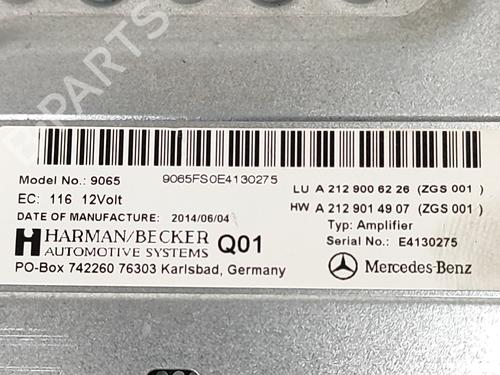 B-PARTS
Model No.: 9065
9065FS0E4130275
LU A 212 900 62 26 (ZGS 001)
EC: 116 12Volt
HW A 212 901 49 07 (ZGS 001)
DATE OF MANUFACTURE: 2014/06/04
Typ: Amplifier
HARMAN/BECKER
AUTOMOTIVE SYSTEMS
Q01
Serial No.: E4130275
PO-Box 742260 76303 Karlsbad, Germany
Mercedes-Benz